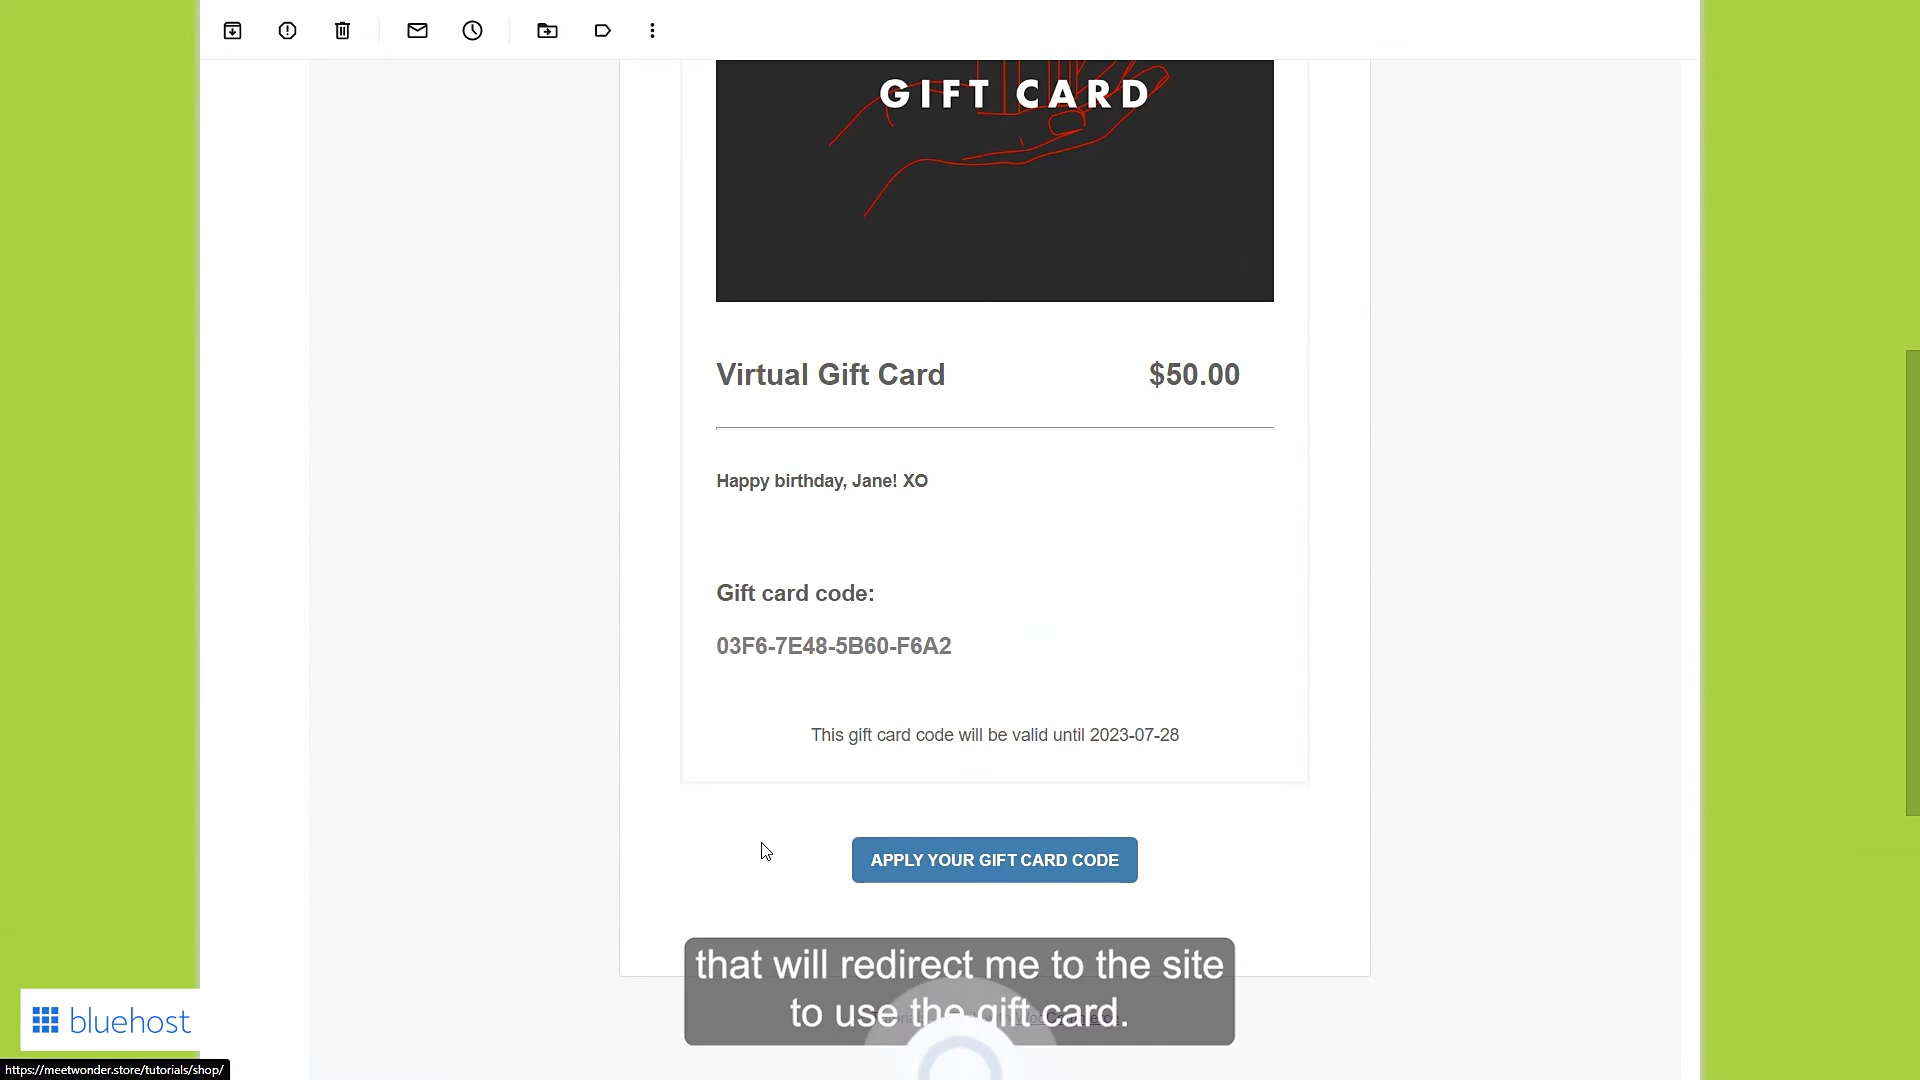 GIFT CARD
Virtual Gift Card $50.00
Happy birthday, Jane! XO
Gift card code:
03F6-7E48-5B60-F6A2
This gift card code will be valid until 2023-07-28
APPLY YOUR GIFT CARD CODE
that will redirect me to the site
to use the gift card.
bluehost
https://meetwonder.store/tutorials/shop/